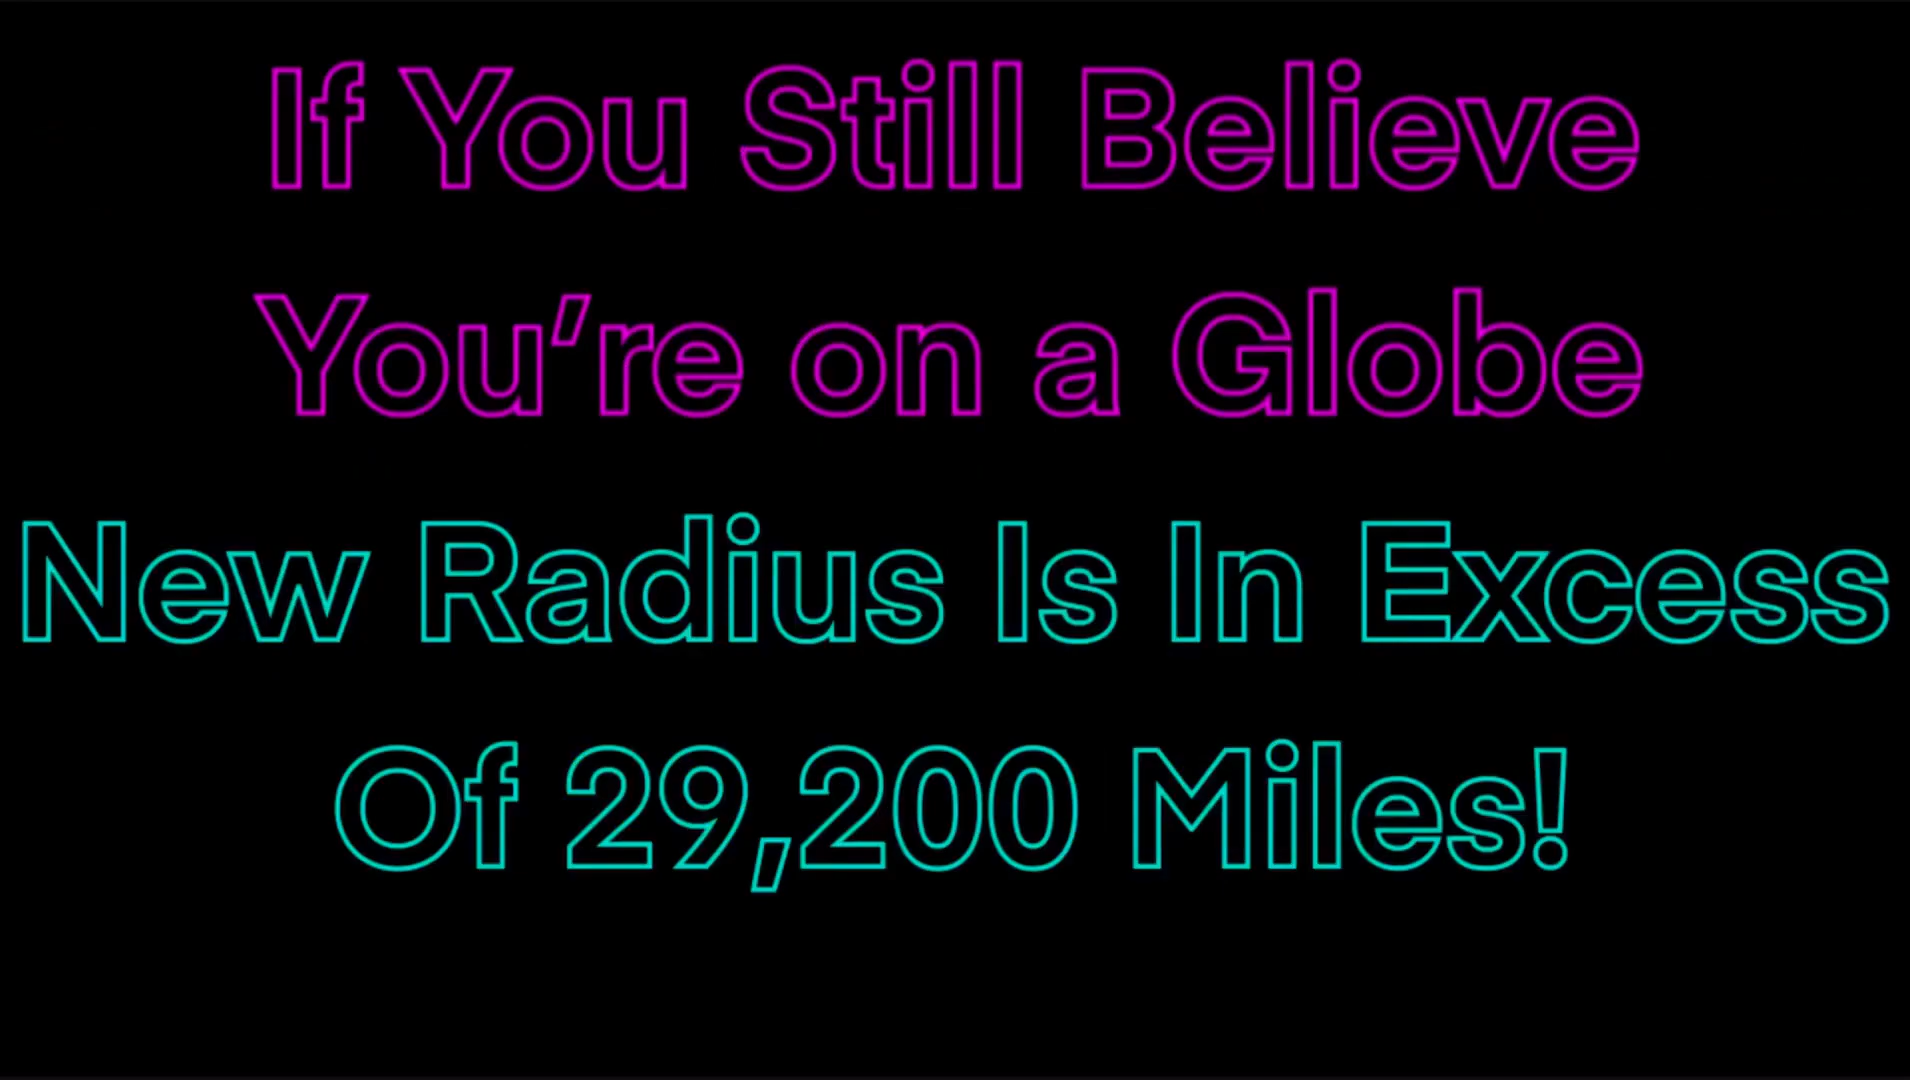 If You Still Believe
You’re on a Globe
New Radius Is In Excess
Of 29,200 Miles!